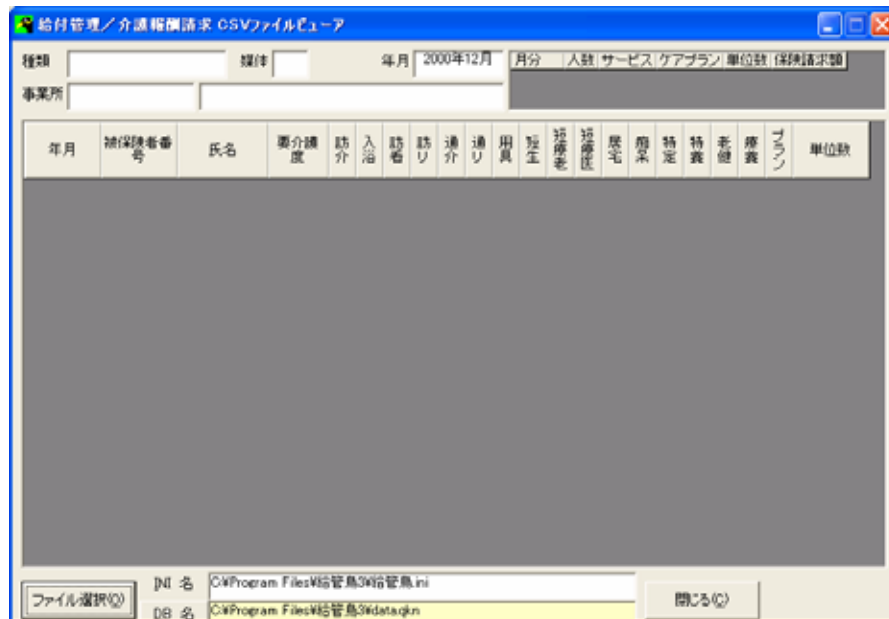 給付管理／介護報酬請求 CSVファイルビューア
種類 媒体 年月 2000年12月 月分 人数 サービス ケアプラン 単位数 保険請求額
事業所
年月 被保険者番号 氏名 要介護度 訪介 入浴 訪看 訪リ 通介 通リ 用具 短生 短療老 短療医 居宅 痴呆 特定 特養 老健 療養 プラン 単位数
INI 名 C:¥Program Files¥給管鳥3¥給管鳥.ini
ファイル選択(O) 閉じる(C)
DB 名 C:¥Program Files¥給管鳥3¥data.qkn